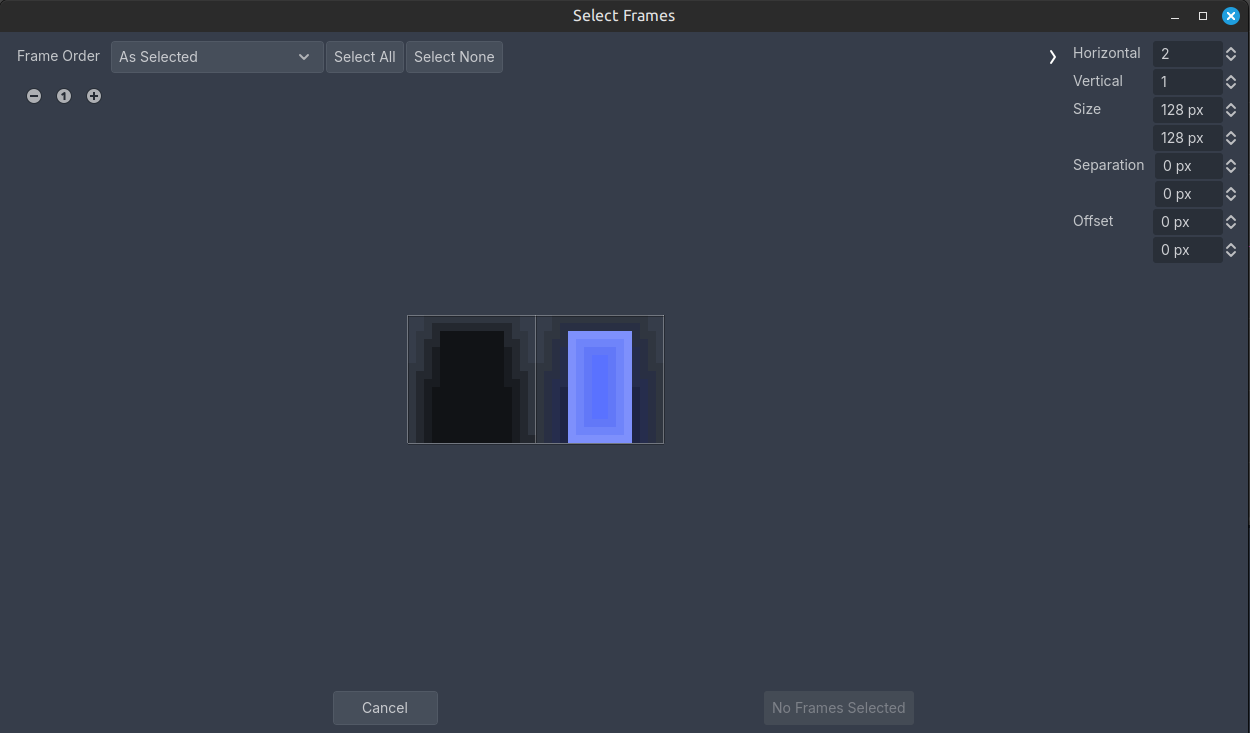 Select Frames
Frame Order As Selected Select All Select None
1
Horizontal 2
Vertical 1
Size 128 px
128 px
Separation 0 px
0 px
Offset 0 px
0 px
Cancel No Frames Selected